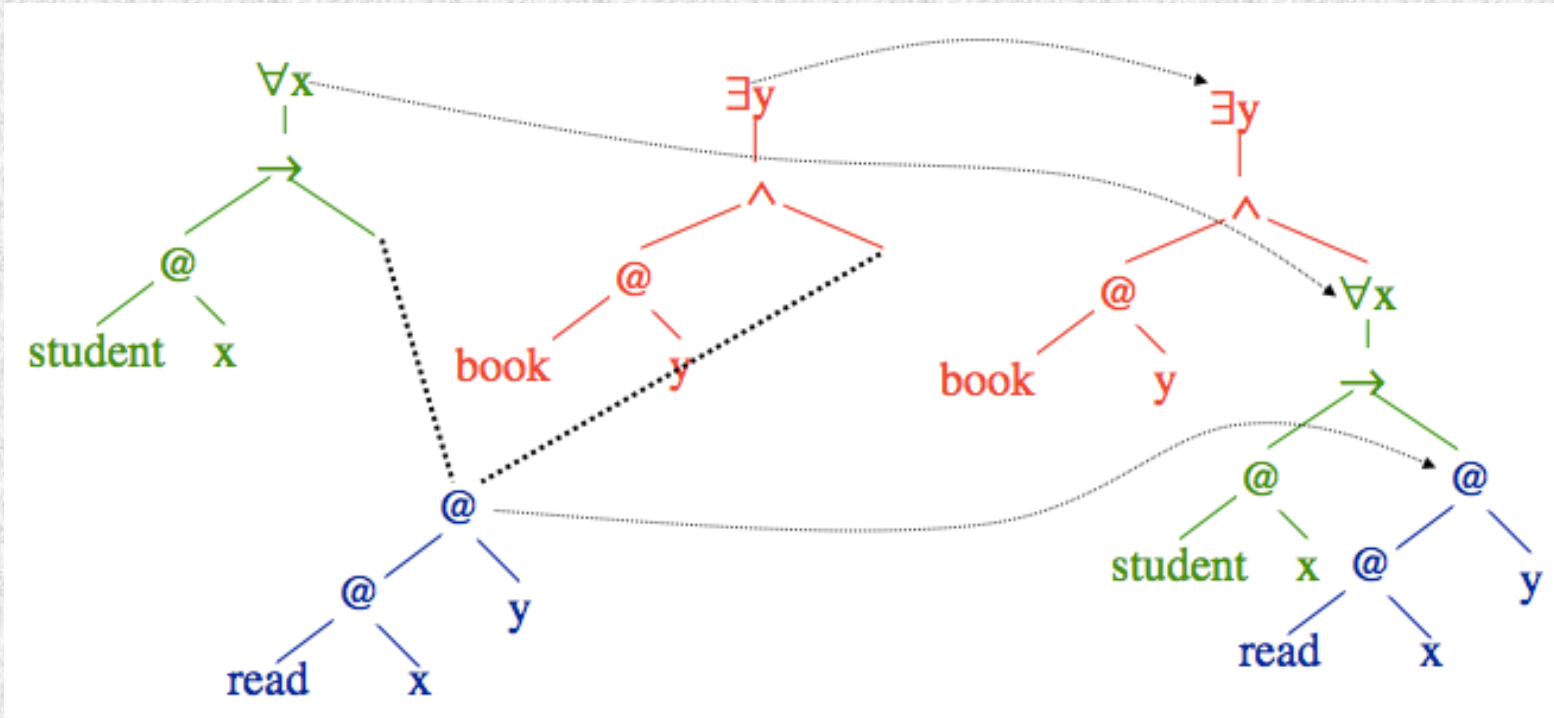 ∀x
∃y
∃y
→
∧
∧
@
@
@
∀x
student x
book y
book y
→
@
@
@
@
student x
@
y
y
read x
read x